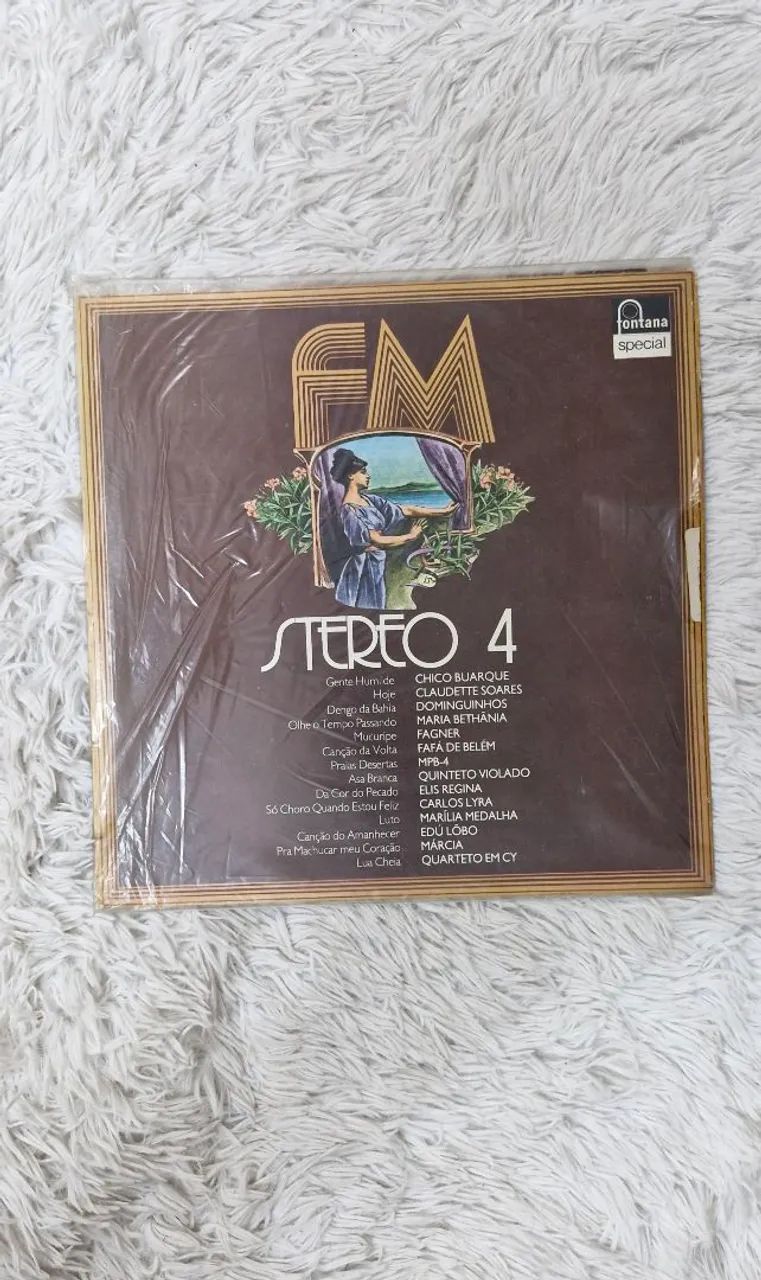 FM
fontana
special
STEREO 4
Gente Humilde CHICO BUARQUE
Hoje CLAUDETTE SOARES
Dengo da Bahia DOMINGUINHOS
Olhe o Tempo Passando MARIA BETHÂNIA
Mucuripe FAGNER
Canção da Volta FAFÁ DE BELÉM
Praias Desertas MPB-4
Asa Branca QUINTETO VIOLADO
Da Cor do Pecado ELIS REGINA
Só Choro Quando Estou Feliz CARLOS LYRA
Luto MARÍLIA MEDALHA
Canção do Amanhecer EDÚ LÔBO
Pra Machucar meu Coração MÁRCIA
Lua Cheia QUARTETO EM CY